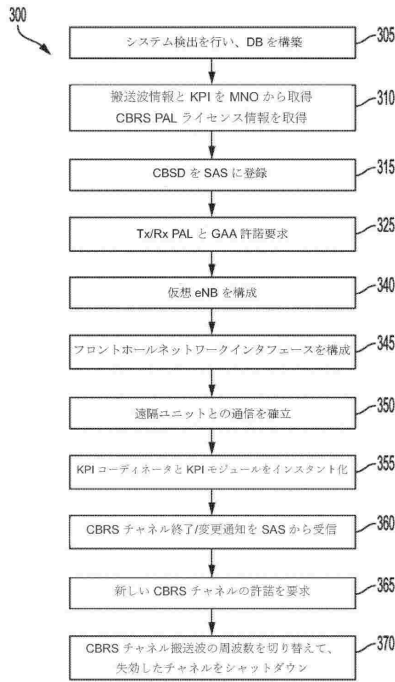 300
システム検出を行い、DB を構築
305
搬送波情報と KPI を MNO から取得
CBRS PAL ライセンス情報を取得
310
CBSD を SAS に登録
315
Tx/Rx PAL と GAA 許諾要求
325
仮想 eNB を構成
340
フロントホールネットワークインタフェースを構成
345
遠隔ユニットとの通信を確立
350
KPI コーディネータと KPI モジュールをインスタント化
355
CBRS チャネル終了/変更通知を SAS から受信
360
新しい CBRS チャネルの許諾を要求
365
CBRS チャネル搬送波の周波数を切り替えて、
失効したチャネルをシャットダウン
370